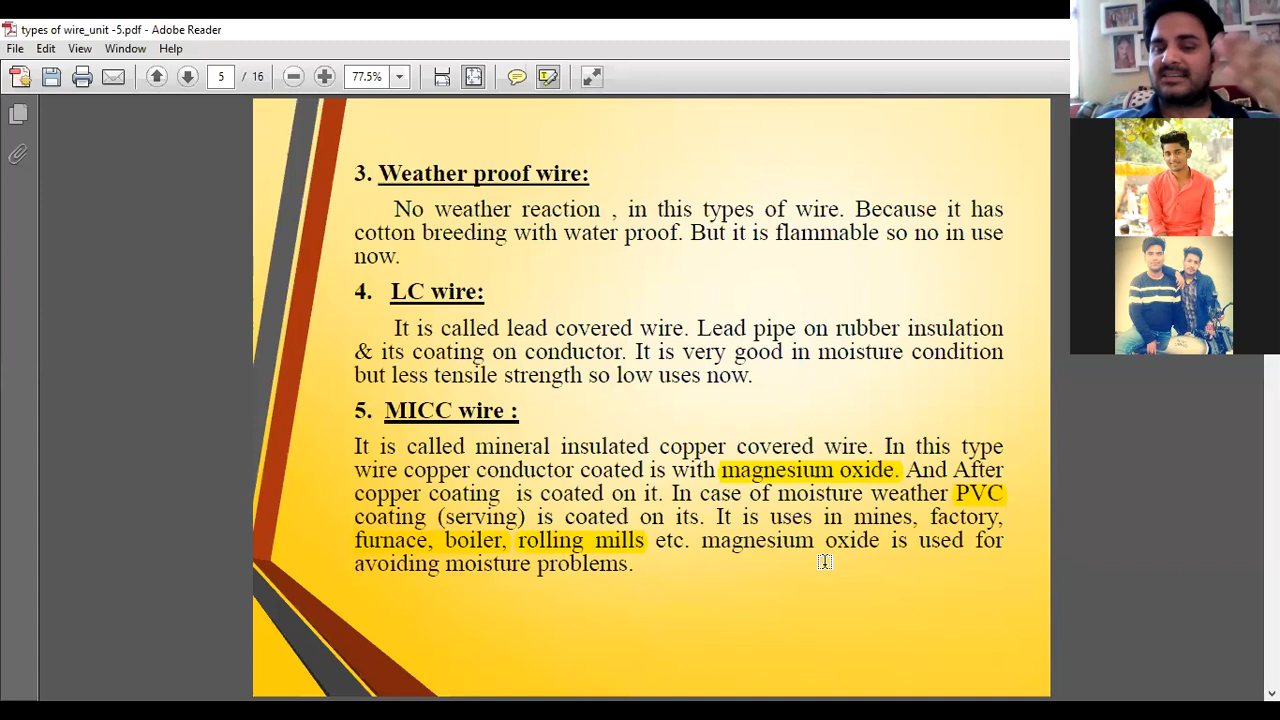 types of wire_unit -5.pdf - Adobe Reader
File Edit View Window Help
5 / 16 77.5%
3. Weather proof wire:
No weather reaction , in this types of wire. Because it has
cotton breeding with water proof. But it is flammable so no in use
now.
4. LC wire:
It is called lead covered wire. Lead pipe on rubber insulation
& its coating on conductor. It is very good in moisture condition
but less tensile strength so low uses now.
5. MICC wire :
It is called mineral insulated copper covered wire. In this type
wire copper conductor coated is with magnesium oxide. And After
copper coating is coated on it. In case of moisture weather PVC
coating (serving) is coated on its. It is uses in mines, factory,
furnace, boiler, rolling mills etc. magnesium oxide is used for
avoiding moisture problems.